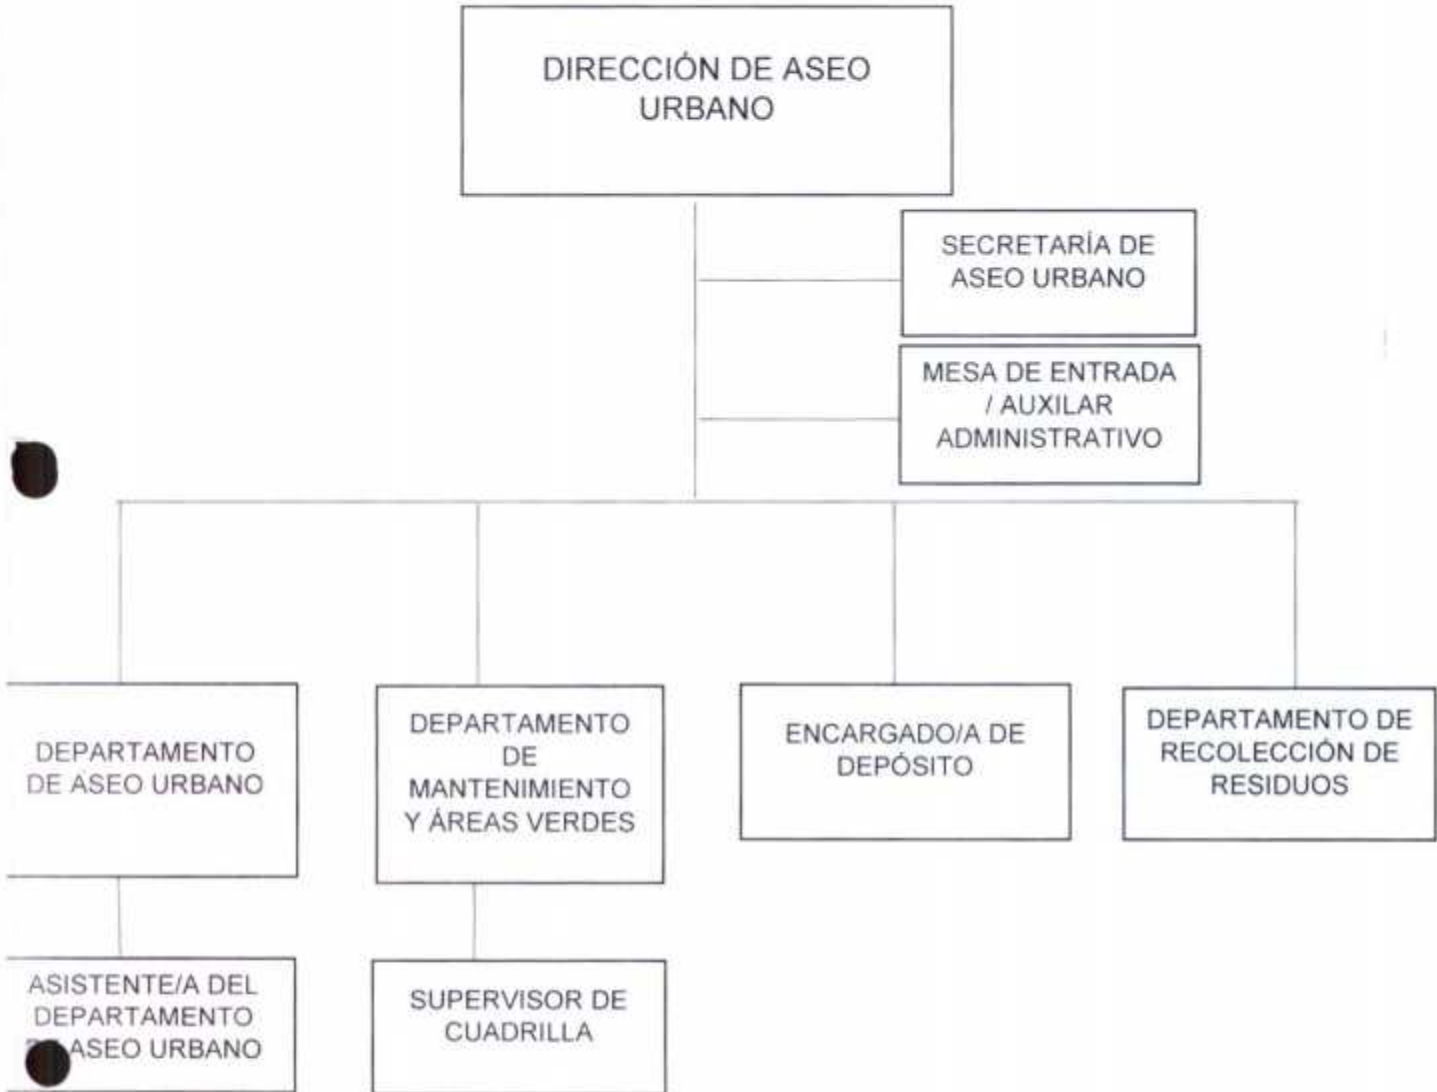 DIRECCIÓN DE ASEO
URBANO
SECRETARÍA DE
ASEO URBANO
MESA DE ENTRADA
/ AUXILAR
ADMINISTRATIVO
DEPARTAMENTO
DE ASEO URBANO
DEPARTAMENTO
DE
MANTENIMIENTO
Y ÁREAS VERDES
ENCARGADO/A DE
DEPÓSITO
DEPARTAMENTO DE
RECOLECCIÓN DE
RESIDUOS
ASISTENTE/A DEL
DEPARTAMENTO
ASEO URBANO
SUPERVISOR DE
CUADRILLA